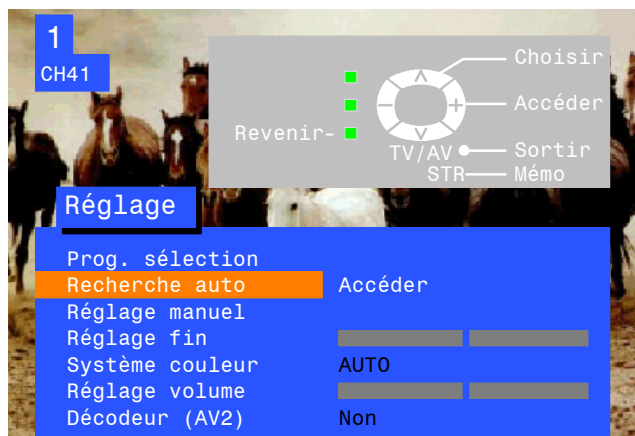 1
CH41
Choisir
Accéder
Revenir
TV/AV Sortir
STR Mémo
Réglage
Prog. sélection
Recherche auto Accéder
Réglage manuel
Réglage fin
Système couleur AUTO
Réglage volume
Décodeur (AV2) Non